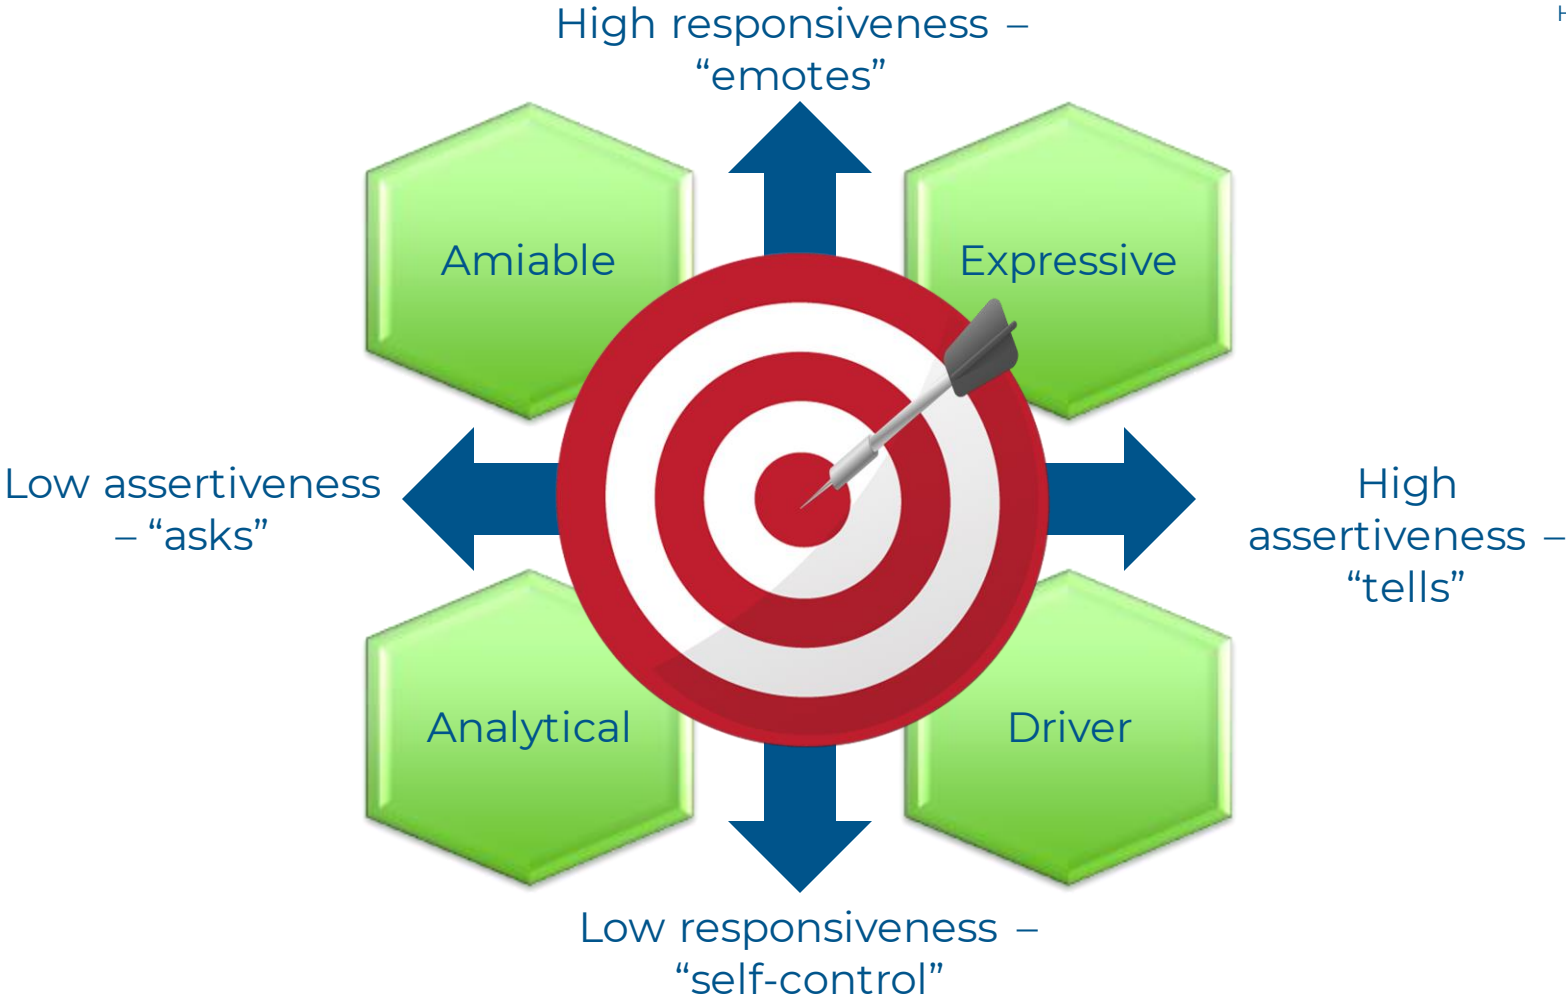 High responsiveness –
“emotes”
H
Amiable
Expressive
Low assertiveness
– “asks”
High
assertiveness –
“tells”
Analytical
Driver
Low responsiveness –
“self-control”